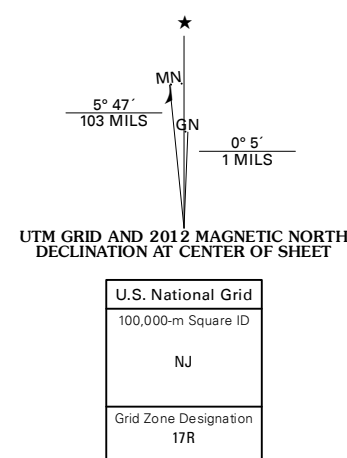 ★
MN
5° 47´
103 MILS
GN
0° 5´
1 MILS
UTM GRID AND 2012 MAGNETIC NORTH
DECLINATION AT CENTER OF SHEET
U.S. National Grid
100,000-m Square ID
NJ
Grid Zone Designation
17R